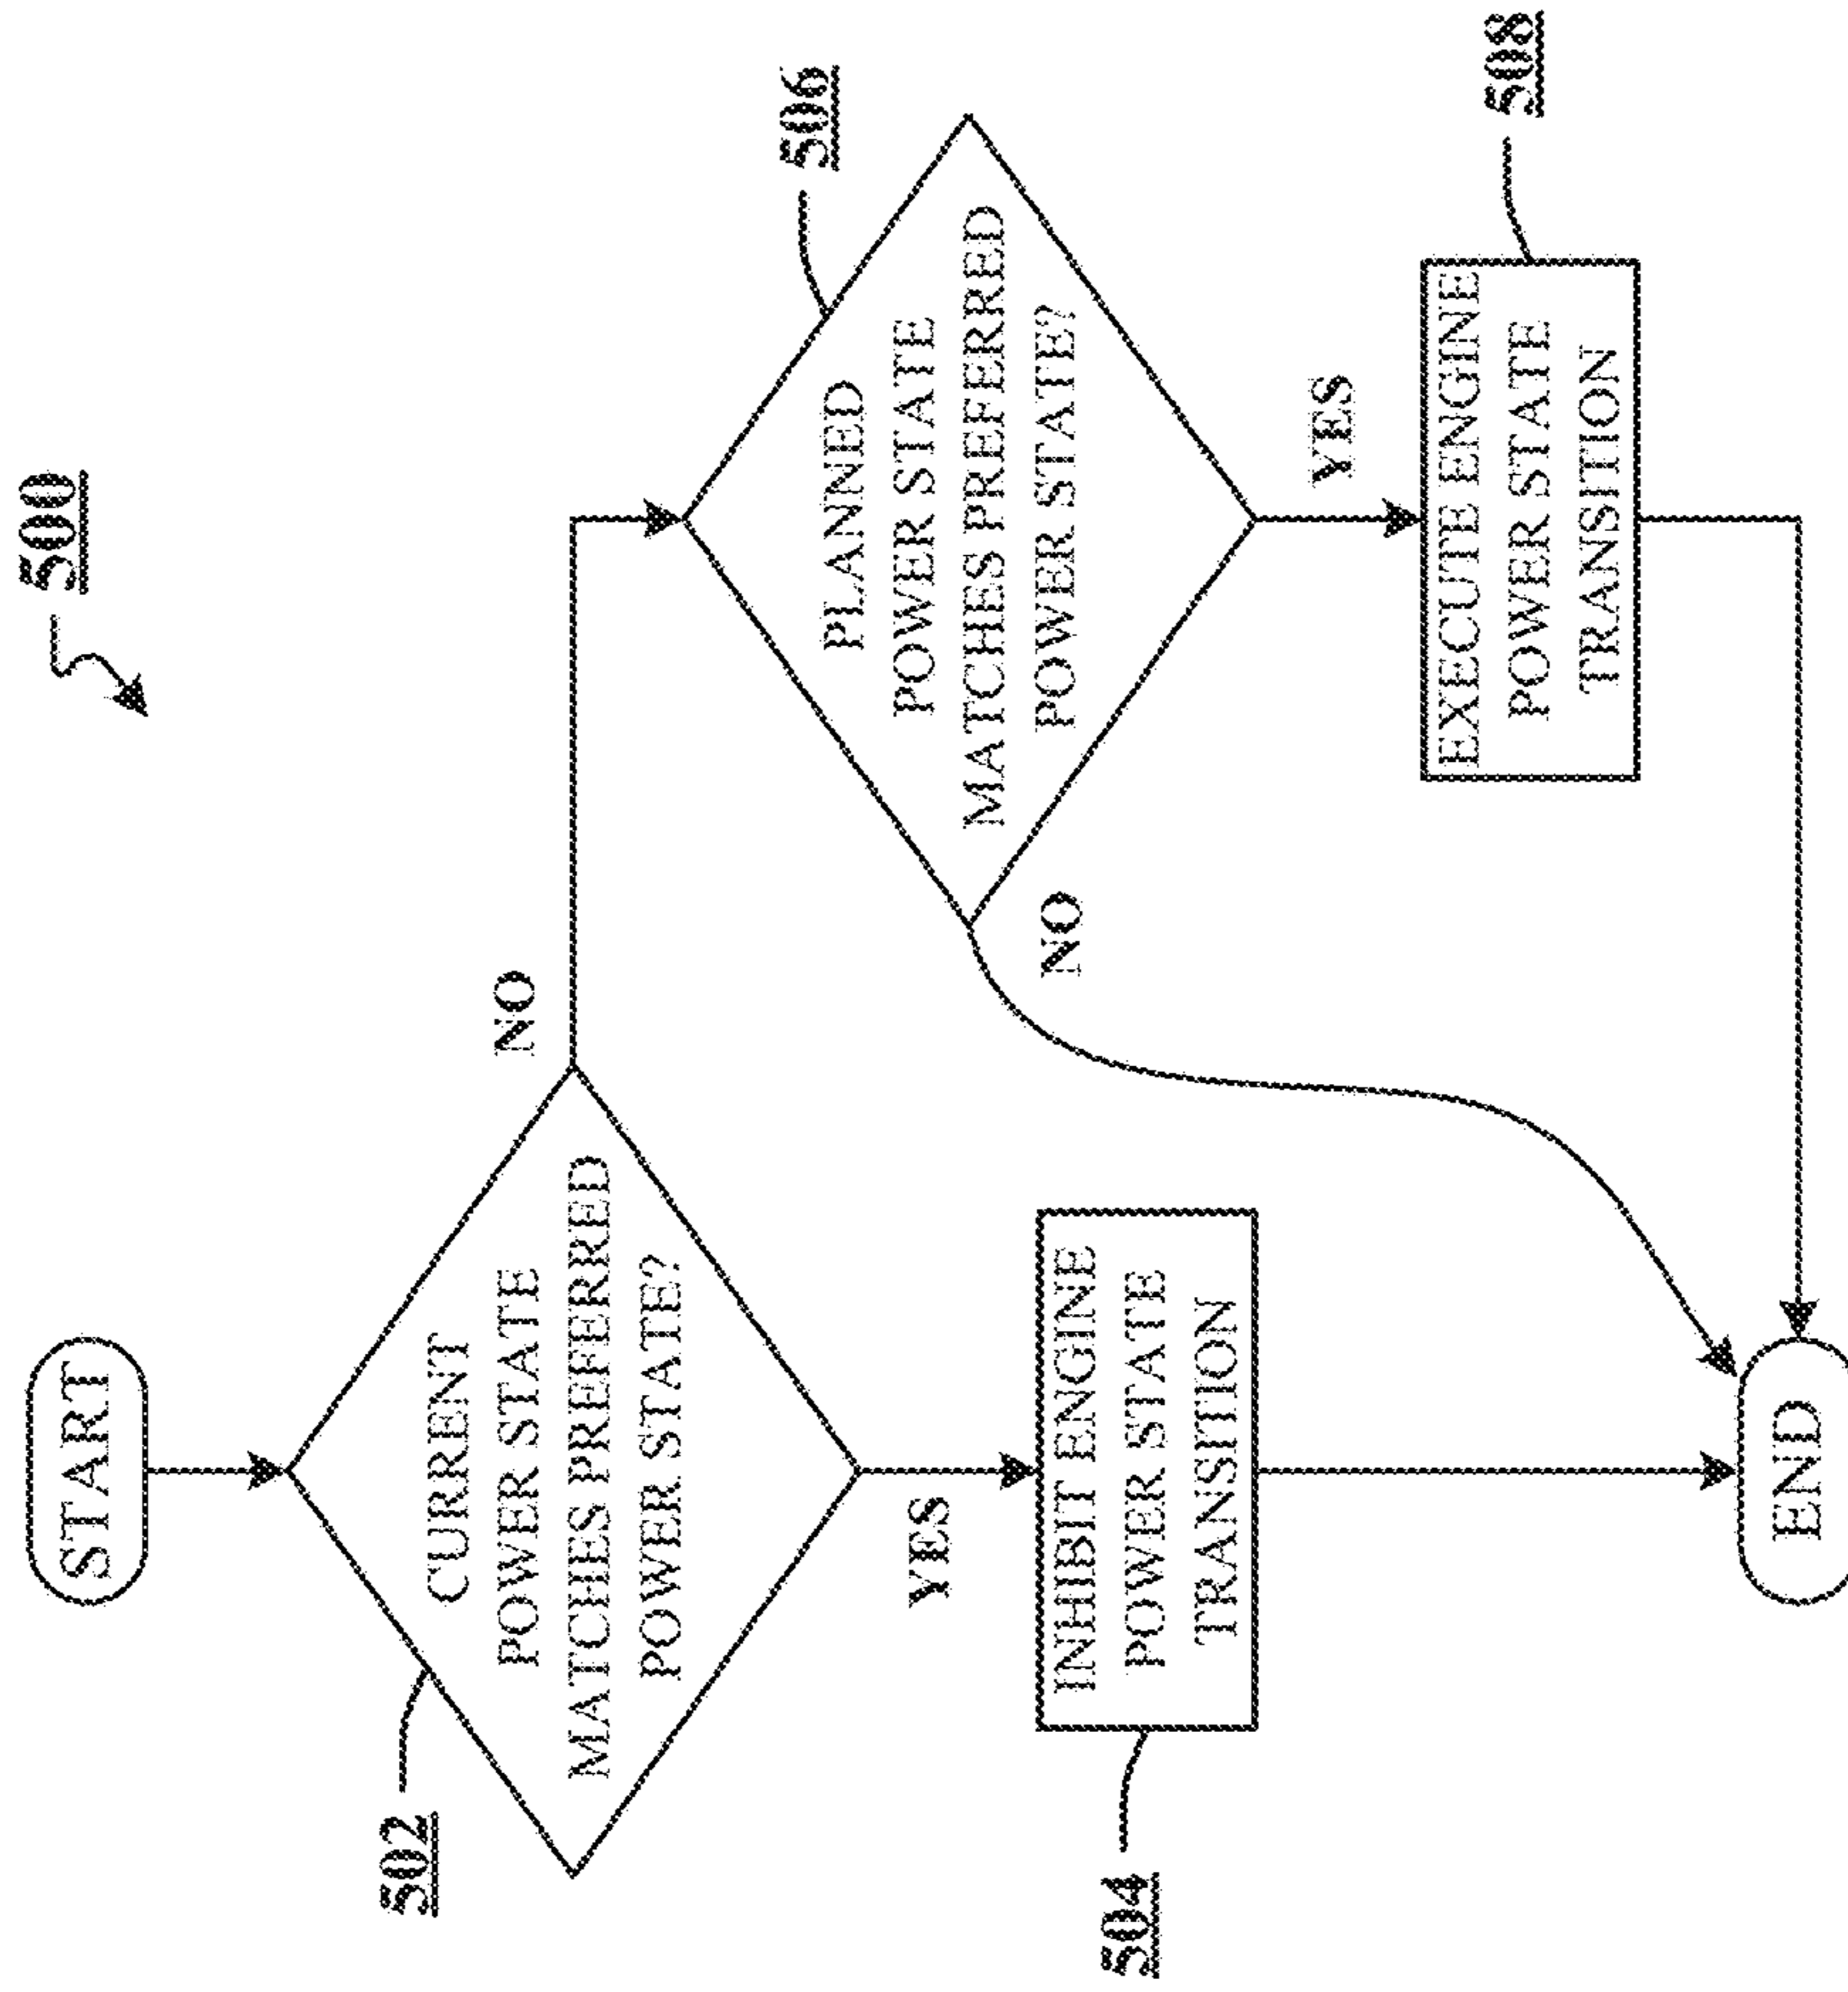 500
START
502
CURRENT
POWER STATE
MATCHES PREFERRED
POWER STATE?
NO
YES
504
INHIBIT ENGINE
POWER STATE
TRANSITION
506
PLANNED
POWER STATE
MATCHES PREFERRED
POWER STATE?
NO
YES
508
EXECUTE ENGINE
POWER STATE
TRANSITION
END